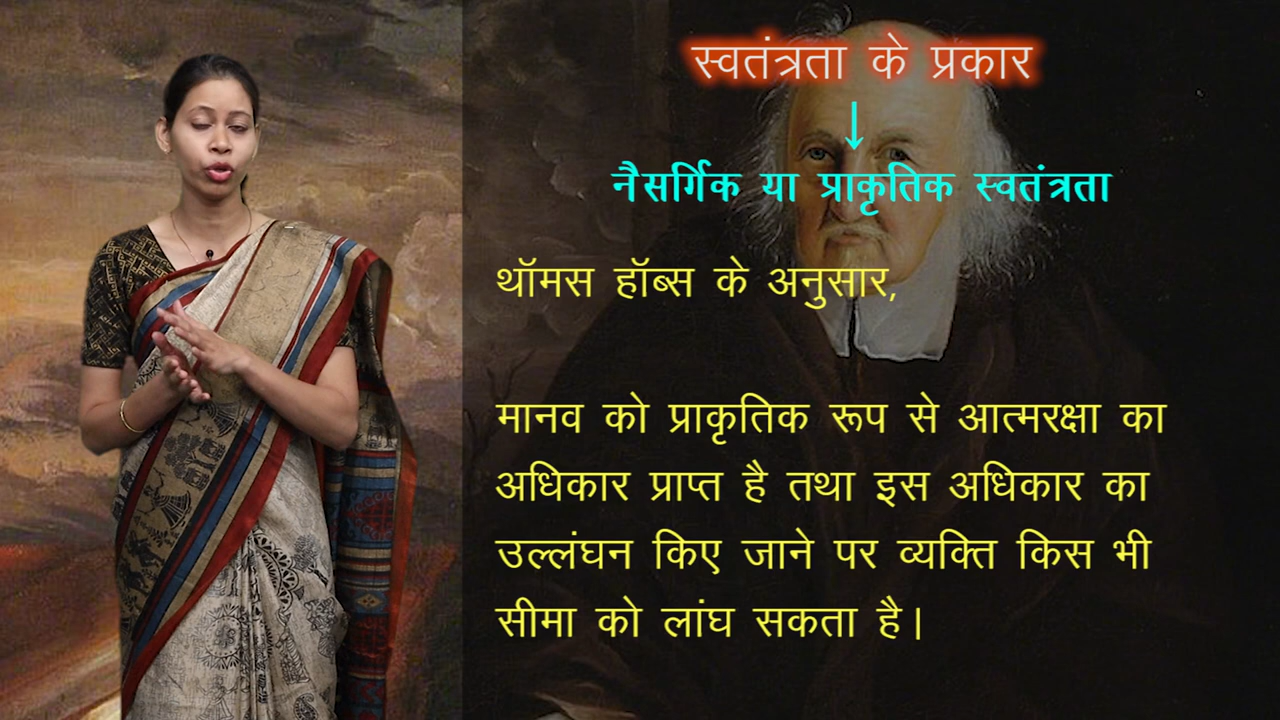 स्वतंत्रता के प्रकार
↓
नैसर्गिक या प्राकृतिक स्वतंत्रता
थॉमस हॉब्स के अनुसार,
मानव को प्राकृतिक रूप से आत्मरक्षा का
अधिकार प्राप्त है तथा इस अधिकार का
उल्लंघन किए जाने पर व्यक्ति किस भी
सीमा को लांघ सकता है।